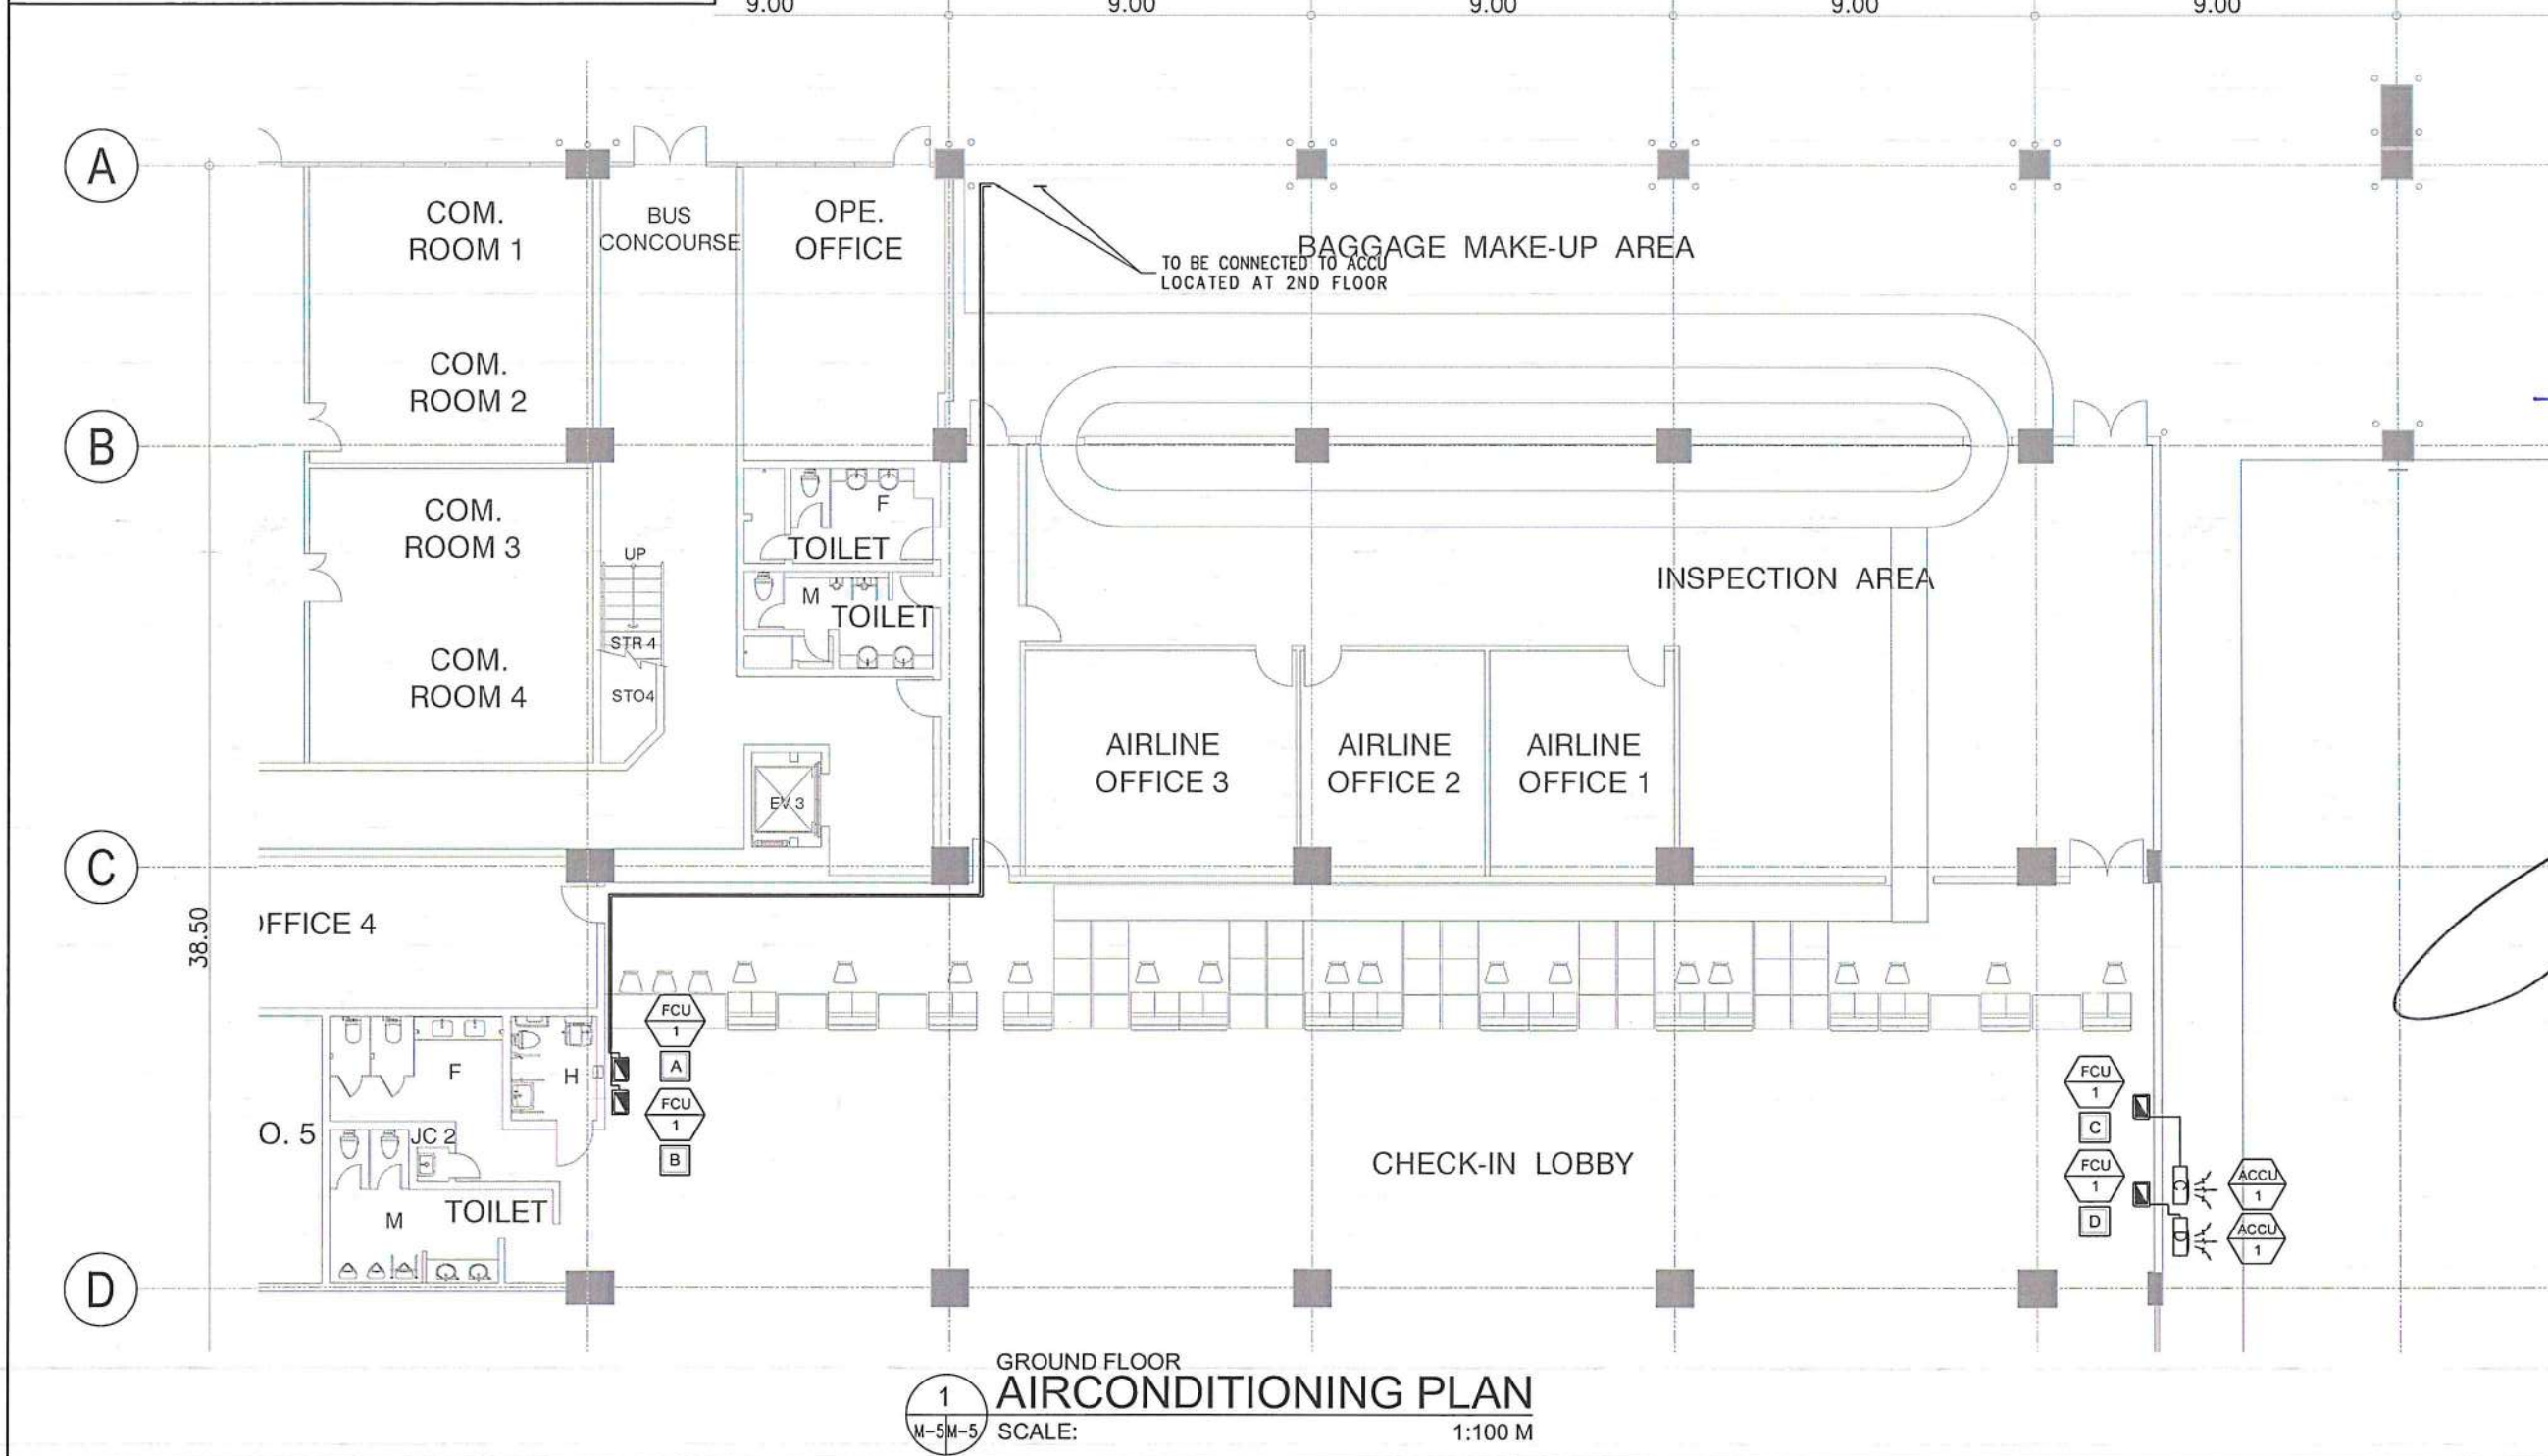 9.00 9.00 9.00 9.00 9.00
A
COM.
ROOM 1
BUS
CONCOURSE
OPE.
OFFICE
BAGGAGE MAKE-UP AREA
TO BE CONNECTED TO ACCU
LOCATED AT 2ND FLOOR
COM.
ROOM 2
B
COM.
ROOM 3
F
TOILET
UP
M
TOILET
INSPECTION AREA
STR 4
COM.
ROOM 4
STO4
AIRLINE
OFFICE 3
AIRLINE
OFFICE 2
AIRLINE
OFFICE 1
EV.3
C
38.50
OFFICE 4
FCU
1
A
FCU
1
B
F
H
O. 5
JC 2
M
TOILET
CHECK-IN LOBBY
FCU
1
C
FCU
1
D
C
D
ACCU
1
ACCU
1
D
GROUND FLOOR
1
M-5 M-5
AIRCONDITIONING PLAN
SCALE: 1:100 M